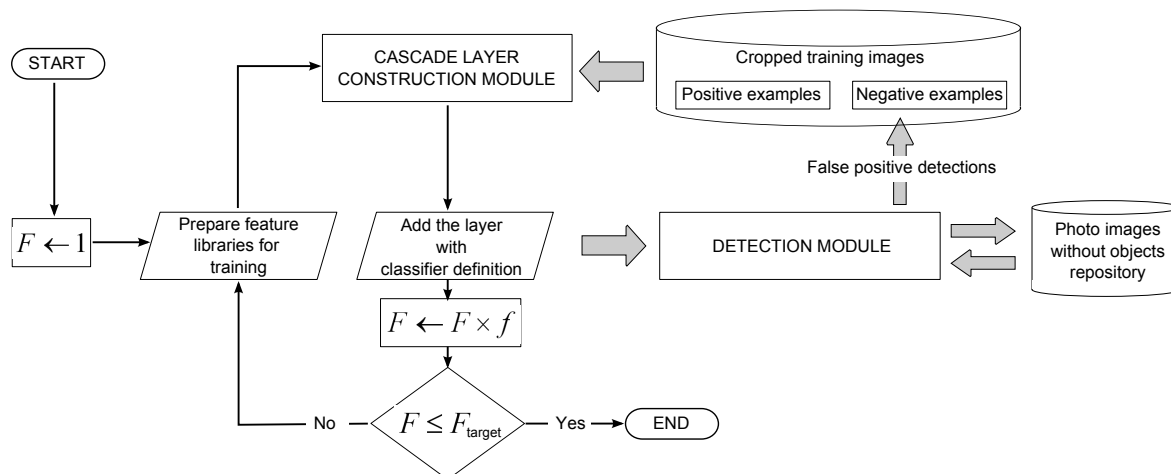 START
CASCADE LAYER
CONSTRUCTION MODULE
Cropped training images
Positive examples
Negative examples
False positive detections
F ← 1
Prepare feature
libraries for
training
Add the layer
with
classifier definition
DETECTION MODULE
Photo images
without objects
repository
F ← F × f
No
F ≤ F_target
Yes
END